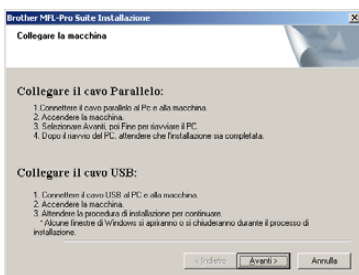 Brother MFL-Pro Suite Installazione
Collegare la macchina
Collegare il cavo Parallelo:
1.Connettere il cavo parallelo al Pc e alla macchina.
2. Accendere la macchina.
3. Selezionare Avanti, poi Fine per riavviare il PC.
4. Dopo il riavvio del PC, attendere che l'installazione sia completata.
Collegare il cavo USB:
1. Connettere il cavo USB al PC e alla macchina.
2. Accendere la macchina.
3. Attendere la procedura di installazione per continuare.
* Alcune finestre di Windows si apriranno o si chiuderanno durante il processo di
installazione.
< Indietro Avanti > Annulla